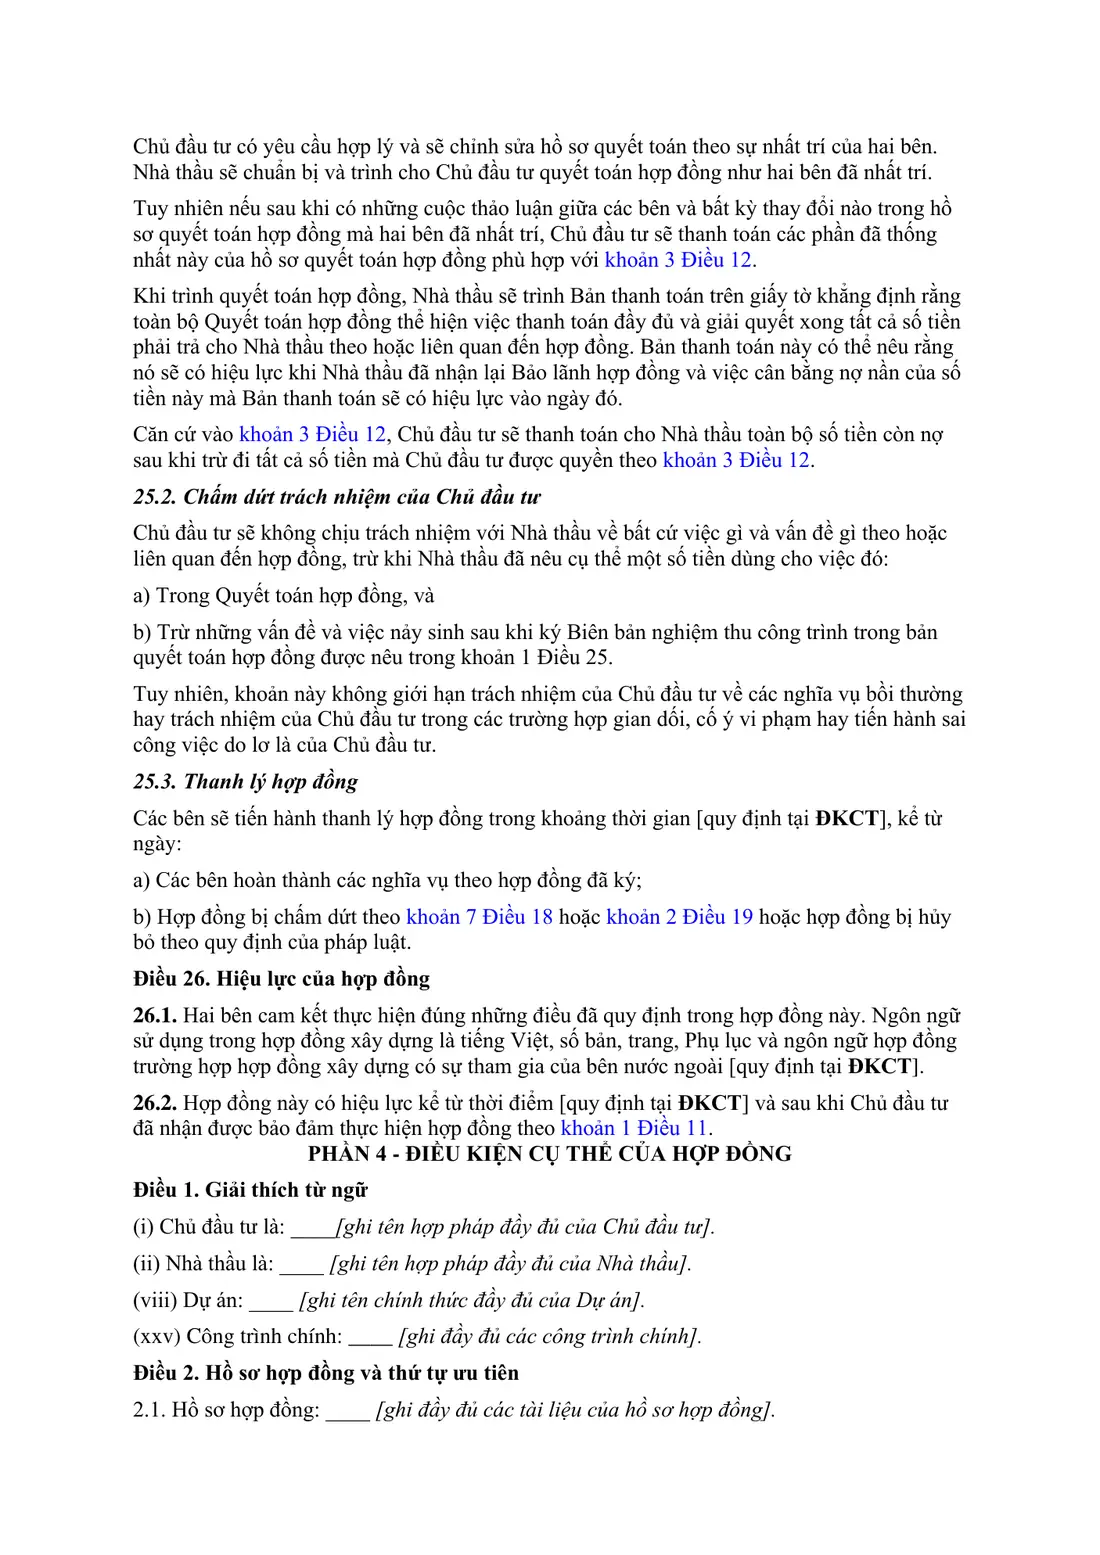 Chủ đầu tư có yêu cầu hợp lý và sẽ chỉnh sửa hồ sơ quyết toán theo sự nhất trí của hai bên.
Nhà thầu sẽ chuẩn bị và trình cho Chủ đầu tư quyết toán hợp đồng như hai bên đã nhất trí.
Tuy nhiên nếu sau khi có những cuộc thảo luận giữa các bên và bất kỳ thay đổi nào trong hồ
sơ quyết toán hợp đồng mà hai bên đã nhất trí, Chủ đầu tư sẽ thanh toán các phần đã thống
nhất này của hồ sơ quyết toán hợp đồng phù hợp với khoản 3 Điều 12.
Khi trình quyết toán hợp đồng, Nhà thầu sẽ trình Bản thanh toán trên giấy tờ khẳng định rằng
toàn bộ Quyết toán hợp đồng thể hiện việc thanh toán đầy đủ và giải quyết xong tất cả số tiền
phải trả cho Nhà thầu theo hoặc liên quan đến hợp đồng. Bản thanh toán này có thể nêu rằng
nó sẽ có hiệu lực khi Nhà thầu đã nhận lại Bảo lãnh hợp đồng và việc cân bằng nợ nần của số
tiền này mà Bản thanh toán sẽ có hiệu lực vào ngày đó.
Căn cứ vào khoản 3 Điều 12, Chủ đầu tư sẽ thanh toán cho Nhà thầu toàn bộ số tiền còn nợ
sau khi trừ đi tất cả số tiền mà Chủ đầu tư được quyền theo khoản 3 Điều 12.
25.2. Chấm dứt trách nhiệm của Chủ đầu tư
Chủ đầu tư sẽ không chịu trách nhiệm với Nhà thầu về bất cứ việc gì và vấn đề gì theo hoặc
liên quan đến hợp đồng, trừ khi Nhà thầu đã nêu cụ thể một số tiền dùng cho việc đó:
a) Trong Quyết toán hợp đồng, và
b) Trừ những vấn đề và việc nảy sinh sau khi ký Biên bản nghiệm thu công trình trong bản
quyết toán hợp đồng được nêu trong khoản 1 Điều 25.
Tuy nhiên, khoản này không giới hạn trách nhiệm của Chủ đầu tư về các nghĩa vụ bồi thường
hay trách nhiệm của Chủ đầu tư trong các trường hợp gian dối, cố ý vi phạm hay tiến hành sai
công việc do lơ là của Chủ đầu tư.
25.3. Thanh lý hợp đồng
Các bên sẽ tiến hành thanh lý hợp đồng trong khoảng thời gian [quy định tại ĐKCT], kể từ
ngày:
a) Các bên hoàn thành các nghĩa vụ theo hợp đồng đã ký;
b) Hợp đồng bị chấm dứt theo khoản 7 Điều 18 hoặc khoản 2 Điều 19 hoặc hợp đồng bị hủy
bỏ theo quy định của pháp luật.
Điều 26. Hiệu lực của hợp đồng
26.1. Hai bên cam kết thực hiện đúng những điều đã quy định trong hợp đồng này. Ngôn ngữ
sử dụng trong hợp đồng xây dựng là tiếng Việt, số bản, trang, Phụ lục và ngôn ngữ hợp đồng
trường hợp hợp đồng xây dựng có sự tham gia của bên nước ngoài [quy định tại ĐKCT].
26.2. Hợp đồng này có hiệu lực kể từ thời điểm [quy định tại ĐKCT] và sau khi Chủ đầu tư
đã nhận được bảo đảm thực hiện hợp đồng theo khoản 1 Điều 11.
PHẦN 4 - ĐIỀU KIỆN CỤ THỂ CỦA HỢP ĐỒNG
Điều 1. Giải thích từ ngữ
(i) Chủ đầu tư là: ____[ghi tên hợp pháp đầy đủ của Chủ đầu tư].
(ii) Nhà thầu là: ____ [ghi tên hợp pháp đầy đủ của Nhà thầu].
(viii) Dự án: ____ [ghi tên chính thức đầy đủ của Dự án].
(xxv) Công trình chính: ____ [ghi đầy đủ các công trình chính].
Điều 2. Hồ sơ hợp đồng và thứ tự ưu tiên
2.1. Hồ sơ hợp đồng: ____ [ghi đầy đủ các tài liệu của hồ sơ hợp đồng].